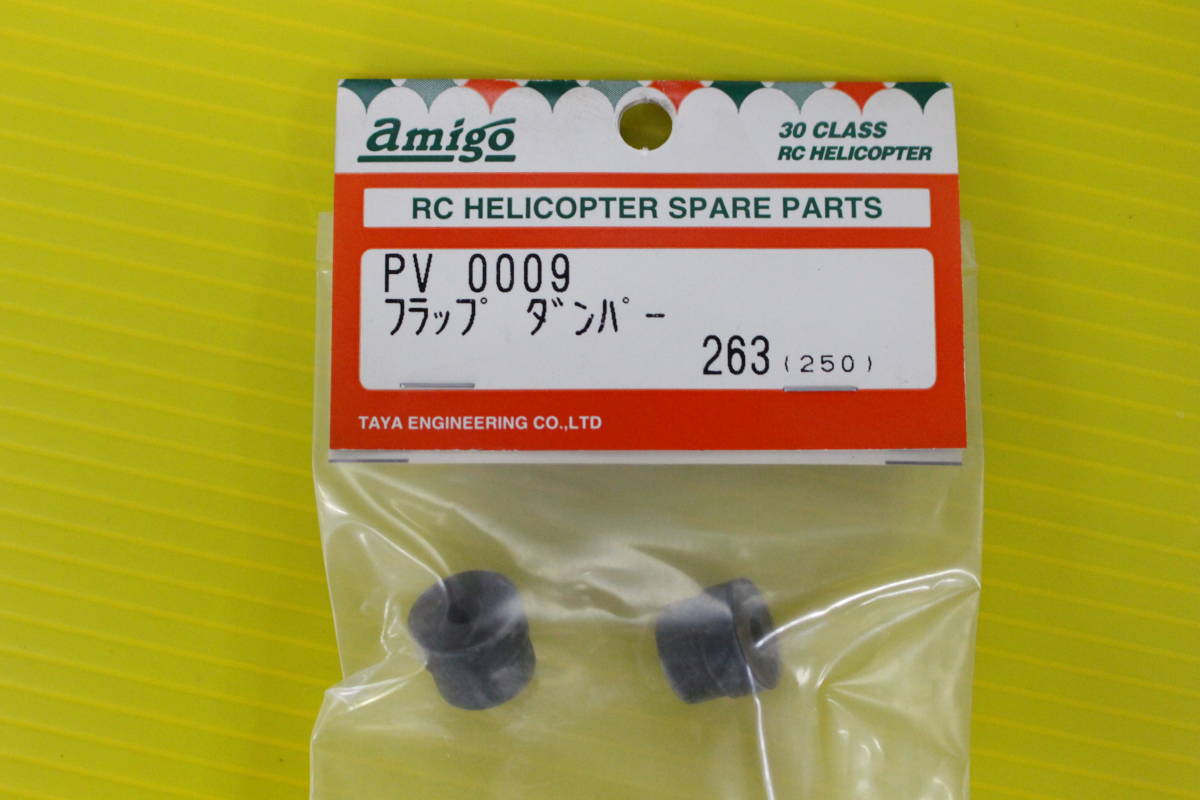 amigo
30 CLASS
RC HELICOPTER
RC HELICOPTER SPARE PARTS
PV 0009
フラップ ダンパー
263 (250)
TAYA ENGINEERING CO.,LTD